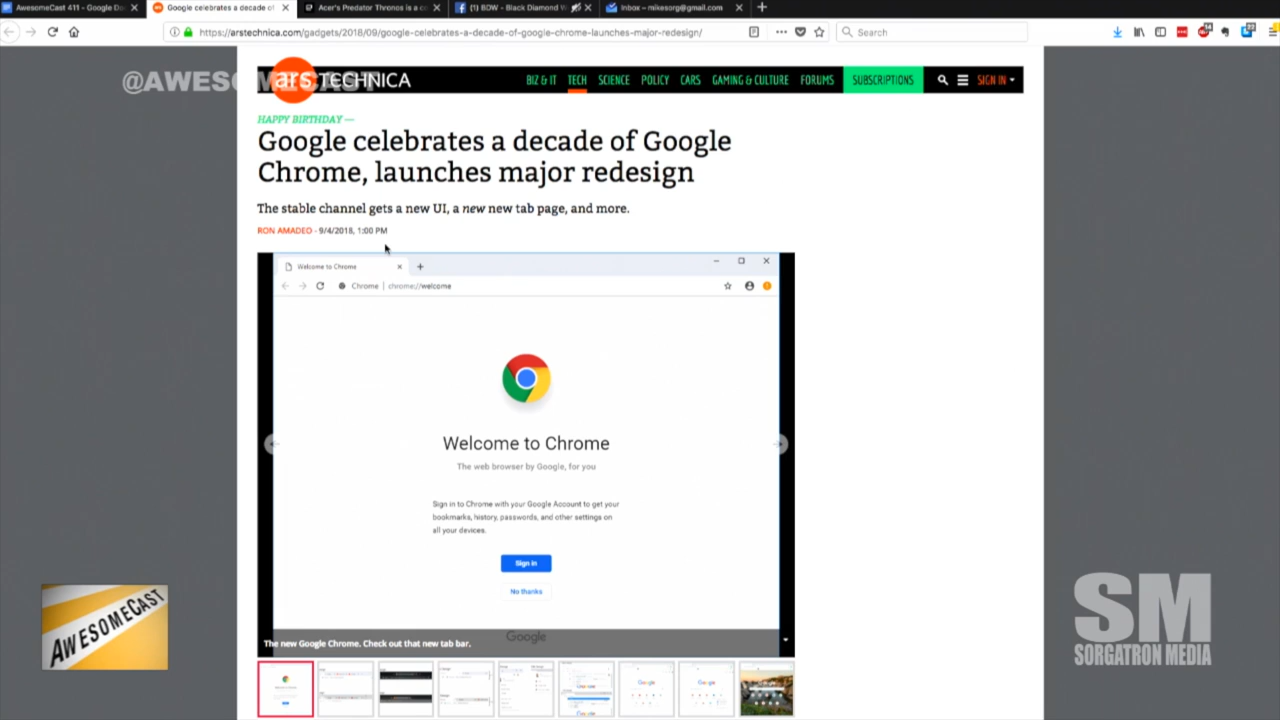 AwesomeCast 411 - Google Do
Google celebrates a decade of
Acer's Predator Thronos is a c
(1) BDW - Black Diamond W
Inbox – mikesorg@gmail.com
https://arstechnica.com/gadgets/2018/09/google-celebrates-a-decade-of-google-chrome-launches-major-redesign/
Search
@AWESOMECAST
ars TECHNICA
BIZ & IT TECH SCIENCE POLICY CARS GAMING & CULTURE FORUMS SUBSCRIPTIONS SIGN IN
HAPPY BIRTHDAY —
Google celebrates a decade of Google
Chrome, launches major redesign
The stable channel gets a new UI, a new new tab page, and more.
RON AMADEO - 9/4/2018, 1:00 PM
Welcome to Chrome
Chrome | chrome://welcome
Welcome to Chrome
The web browser by Google, for you
Sign in to Chrome with your Google Account to get your
bookmarks, history, passwords, and other settings on
all your devices.
Sign in
No thanks
Google
The new Google Chrome. Check out that new tab bar.
AWESOMECAST
SM
SORGATRON MEDIA